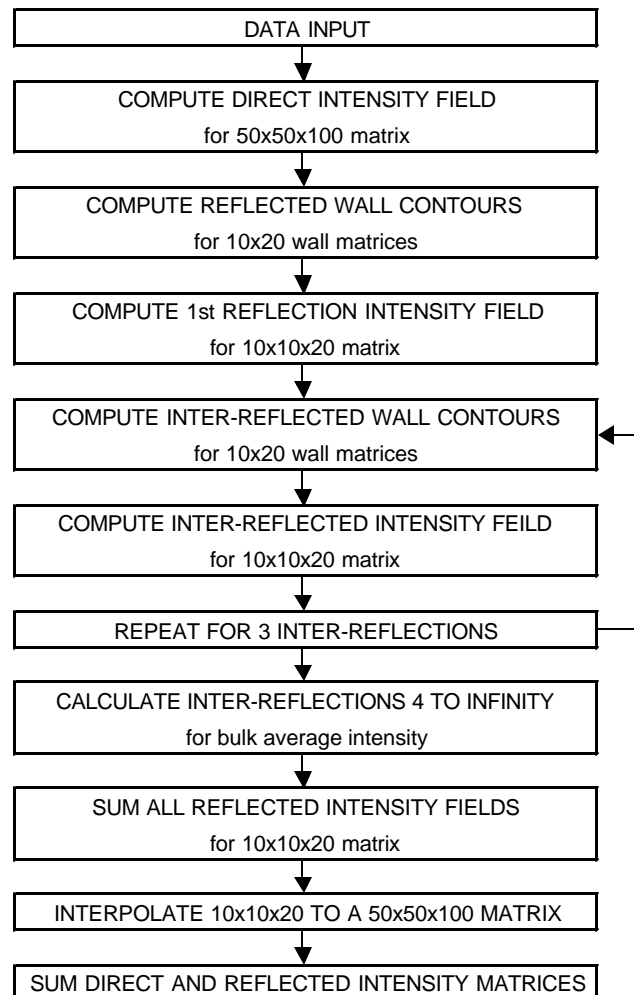 DATA INPUT
COMPUTE DIRECT INTENSITY FIELD
for 50x50x100 matrix
COMPUTE REFLECTED WALL CONTOURS
for 10x20 wall matrices
COMPUTE 1st REFLECTION INTENSITY FIELD
for 10x10x20 matrix
COMPUTE INTER-REFLECTED WALL CONTOURS
for 10x20 wall matrices
COMPUTE INTER-REFLECTED INTENSITY FEILD
for 10x10x20 matrix
REPEAT FOR 3 INTER-REFLECTIONS
CALCULATE INTER-REFLECTIONS 4 TO INFINITY
for bulk average intensity
SUM ALL REFLECTED INTENSITY FIELDS
for 10x10x20 matrix
INTERPOLATE 10x10x20 TO A 50x50x100 MATRIX
SUM DIRECT AND REFLECTED INTENSITY MATRICES